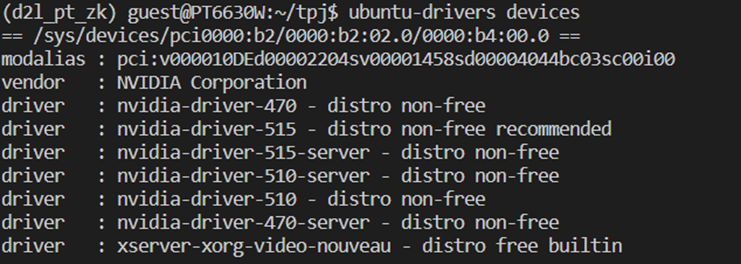 (d2l_pt_zk) guest@PT6630W:~/tpj$ ubuntu-drivers devices
== /sys/devices/pci0000:b2/0000:b2:02.0/0000:b4:00.0 ==
modalias : pci:v000010DEd00002204sv00001458sd00004044bc03sc00i00
vendor   : NVIDIA Corporation
driver   : nvidia-driver-470 - distro non-free
driver   : nvidia-driver-515 - distro non-free recommended
driver   : nvidia-driver-515-server - distro non-free
driver   : nvidia-driver-510-server - distro non-free
driver   : nvidia-driver-510 - distro non-free
driver   : nvidia-driver-470-server - distro non-free
driver   : xserver-xorg-video-nouveau - distro free builtin